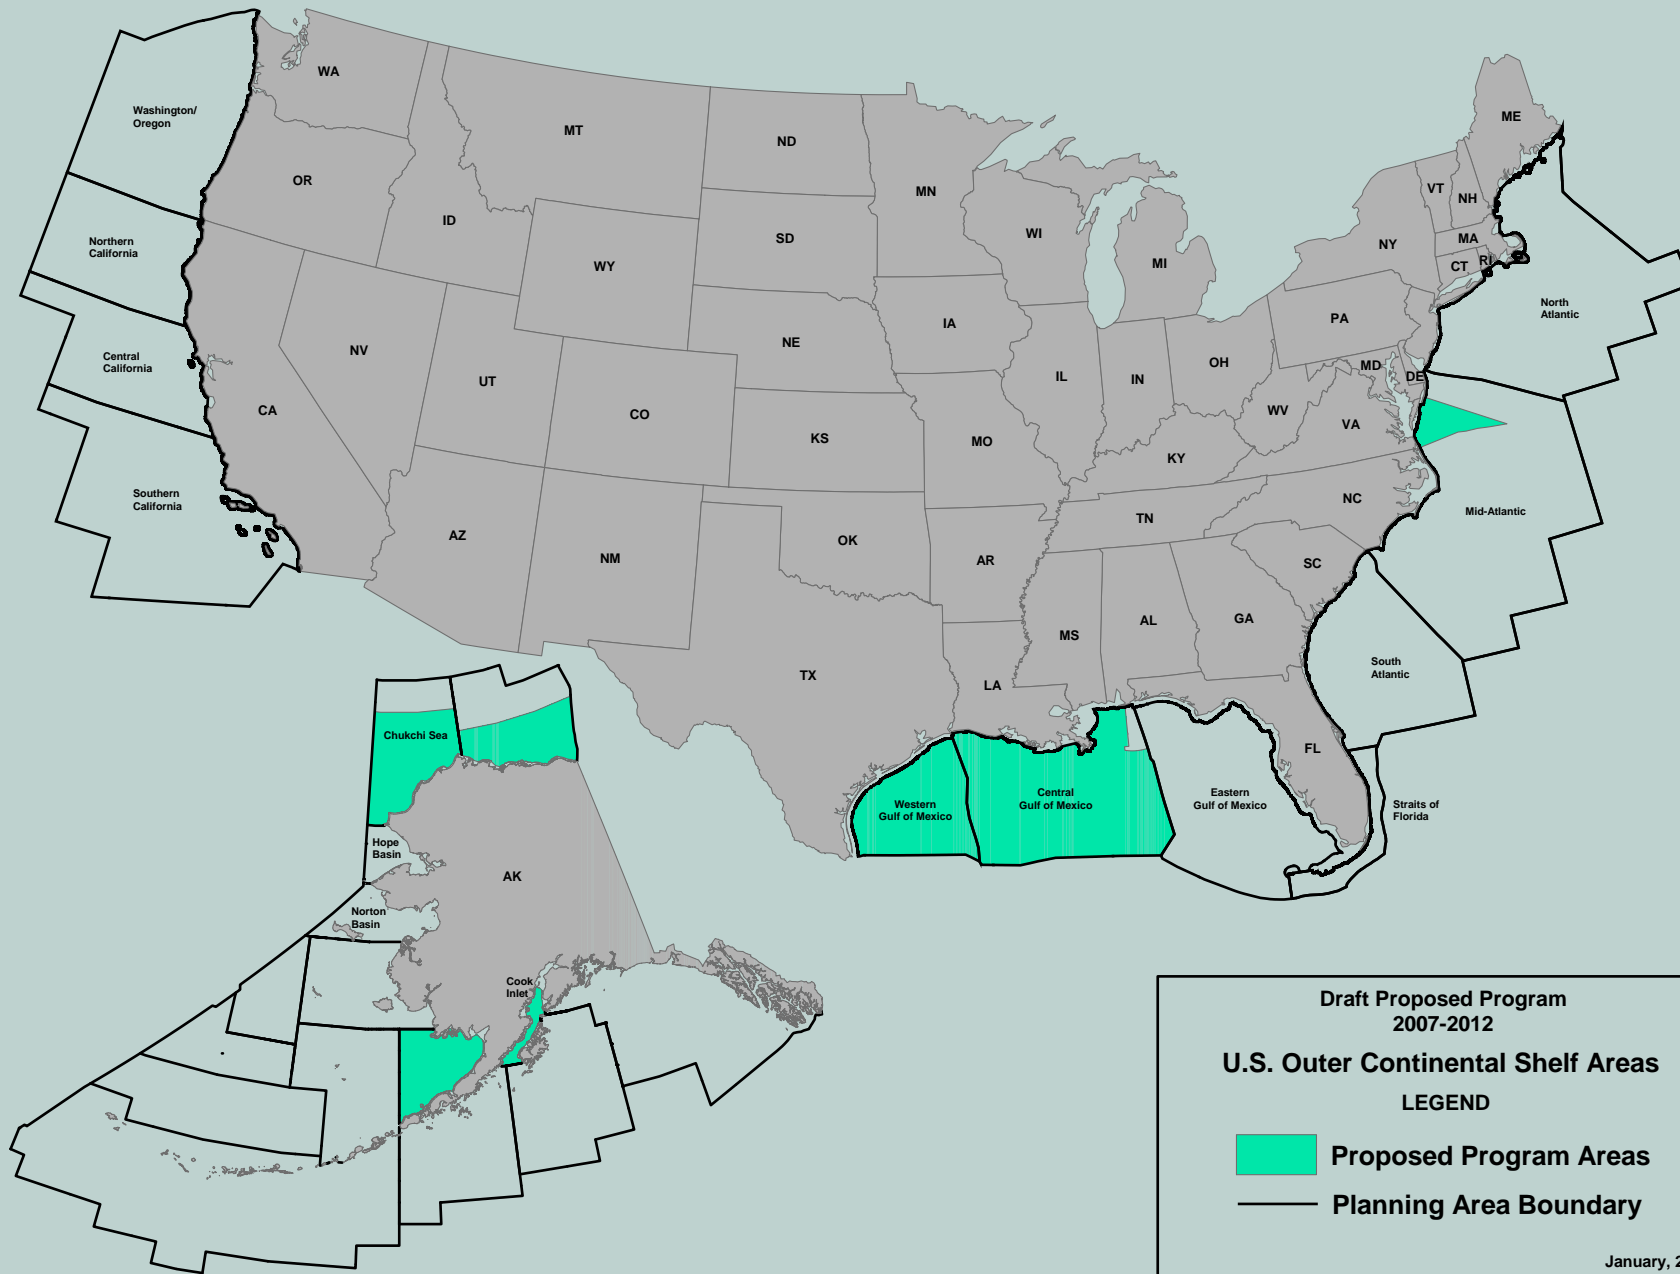 WA
Washington/
Oregon
MT
ND
ME
OR
MN
VT
NH
ID
WI
SD
NY
MA
Northern
California
WY
MI
CT
RI
North
Atlantic
IA
PA
NV
NE
Central
California
OH
MD
UT
IL
IN
DE
CA
CO
WV
VA
KS
MO
KY
Southern
California
NC
Mid-Atlantic
TN
AZ
OK
NM
AR
SC
AL
GA
MS
South
Atlantic
TX
LA
Chukchi Sea
FL
Central
Gulf of Mexico
Eastern
Gulf of Mexico
Western
Gulf of Mexico
Straits of
Florida
Hope
Basin
AK
Norton
Basin
Cook
Inlet
Draft Proposed Program
2007-2012
U.S. Outer Continental Shelf Areas
LEGEND
Proposed Program Areas
Planning Area Boundary
January, 2